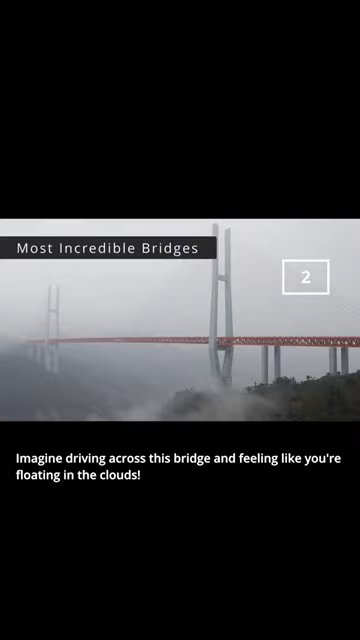 Most Incredible Bridges
2
Imagine driving across this bridge and feeling like you're
floating in the clouds!